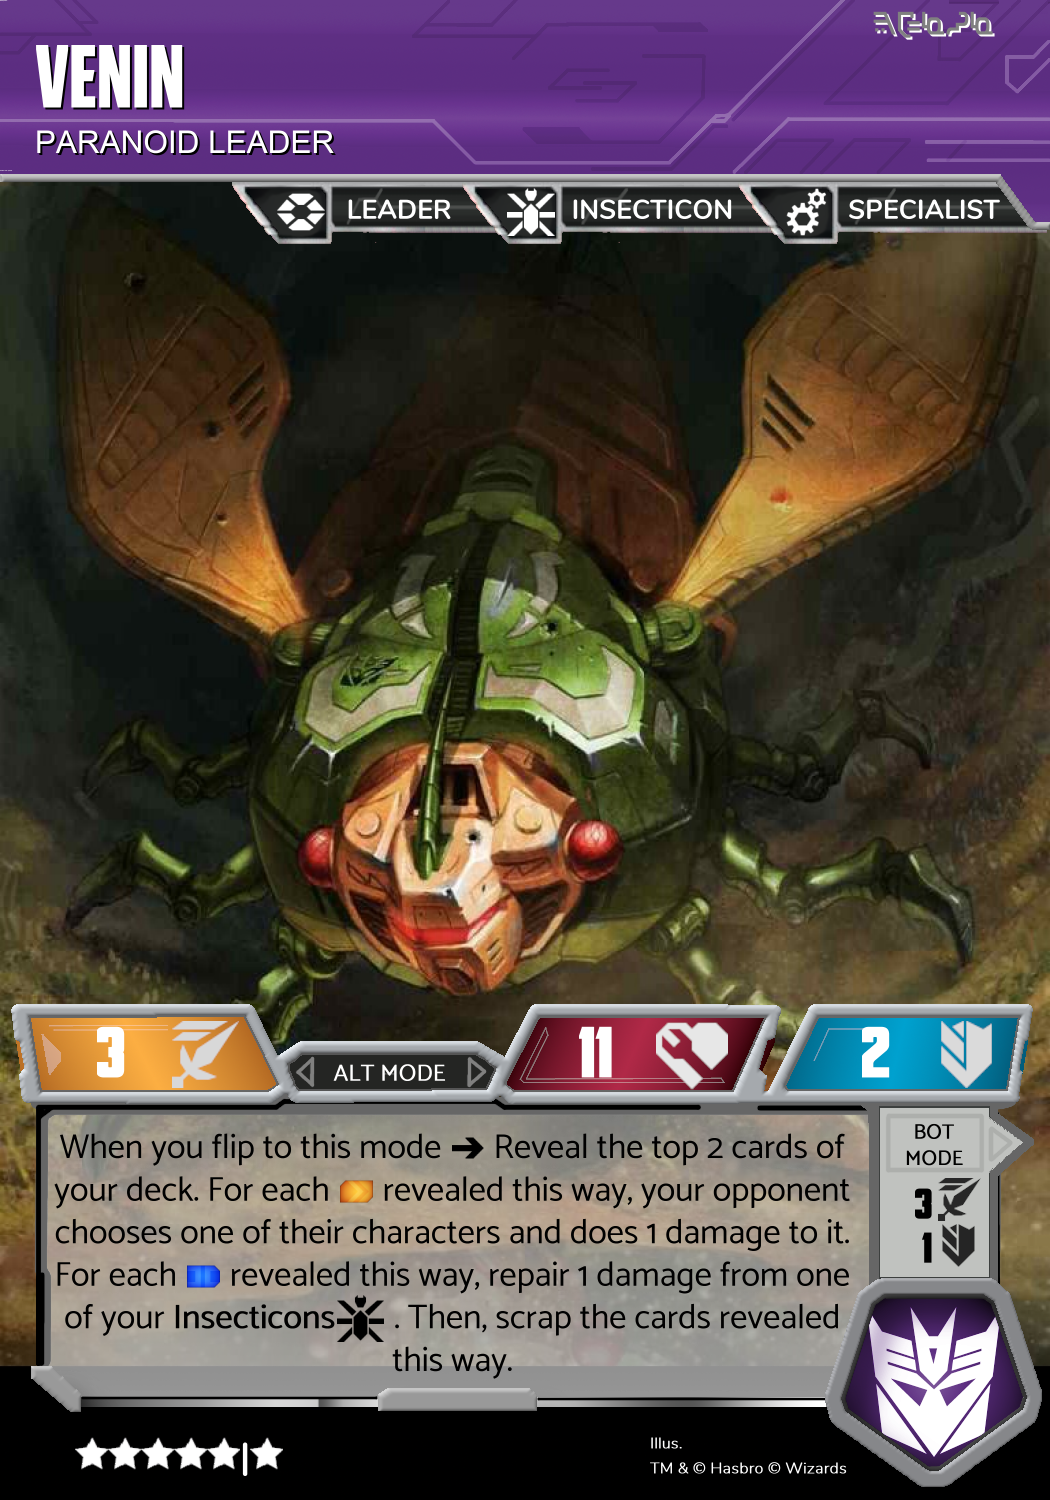 VENIN
PARANOID LEADER
LEADER INSECTICON SPECIALIST
3 11 2
ALT MODE
When you flip to this mode ➔ Reveal the top 2 cards of
your deck. For each revealed this way, your opponent
chooses one of their characters and does 1 damage to it.
For each revealed this way, repair 1 damage from one
of your Insecticons . Then, scrap the cards revealed
this way.
BOT
MODE
3
1
Illus.
TM & © Hasbro © Wizards